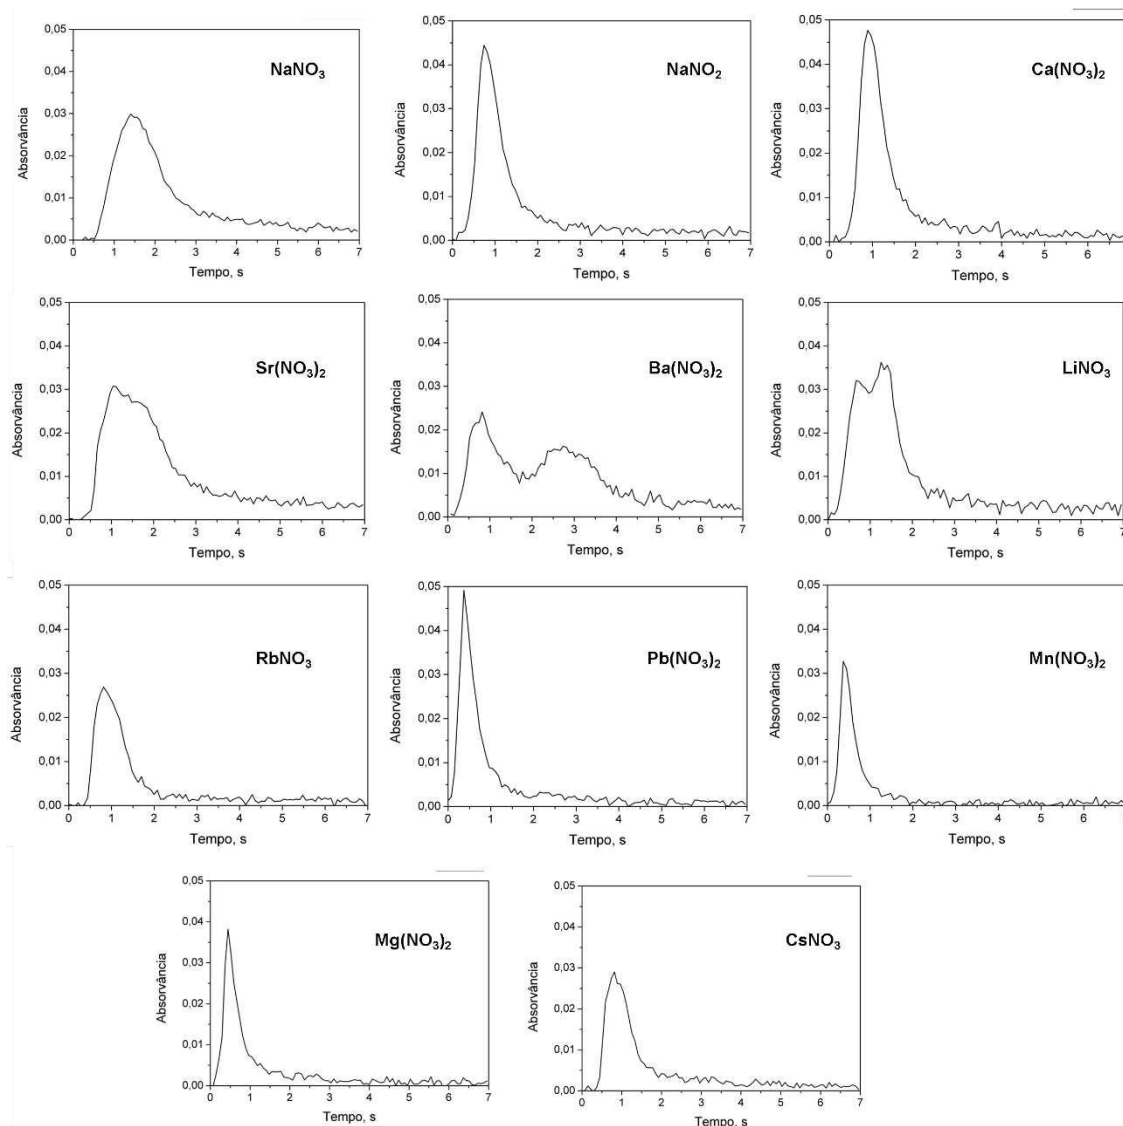 Absorvância
0,05
0,04
0,03
0,02
0,01
0,00
NaNO₃
0 1 2 3 4 5 6 7
Tempo, s
Absorvância
0,05
0,04
0,03
0,02
0,01
0,00
NaNO₂
0 1 2 3 4 5 6 7
Tempo, s
Absorvância
0,05
0,04
0,03
0,02
0,01
0,00
Ca(NO₃)₂
0 1 2 3 4 5 6
Tempo, s
Absorvância
0,05
0,04
0,03
0,02
0,01
0,00
Sr(NO₃)₂
0 1 2 3 4 5 6 7
Tempo, s
Absorvância
0,05
0,04
0,03
0,02
0,01
0,00
Ba(NO₃)₂
0 1 2 3 4 5 6 7
Tempo, s
Absorvância
0,05
0,04
0,03
0,02
0,01
0,00
LiNO₃
0 1 2 3 4 5 6 7
Tempo, s
Absorvância
0,05
0,04
0,03
0,02
0,01
0,00
RbNO₃
0 1 2 3 4 5 6 7
Tempo, s
Absorvância
0,05
0,04
0,03
0,02
0,01
0,00
Pb(NO₃)₂
0 1 2 3 4 5 6 7
Tempo, s
Absorvância
0,05
0,04
0,03
0,02
0,01
0,00
Mn(NO₃)₂
0 1 2 3 4 5 6 7
Tempo, s
Absorvância
0,05
0,04
0,03
0,02
0,01
0,00
Mg(NO₃)₂
0 1 2 3 4 5 6 7
Tempo, s
Absorvância
0,05
0,04
0,03
0,02
0,01
0,00
CsNO₃
0 1 2 3 4 5 6 7
Tempo, s